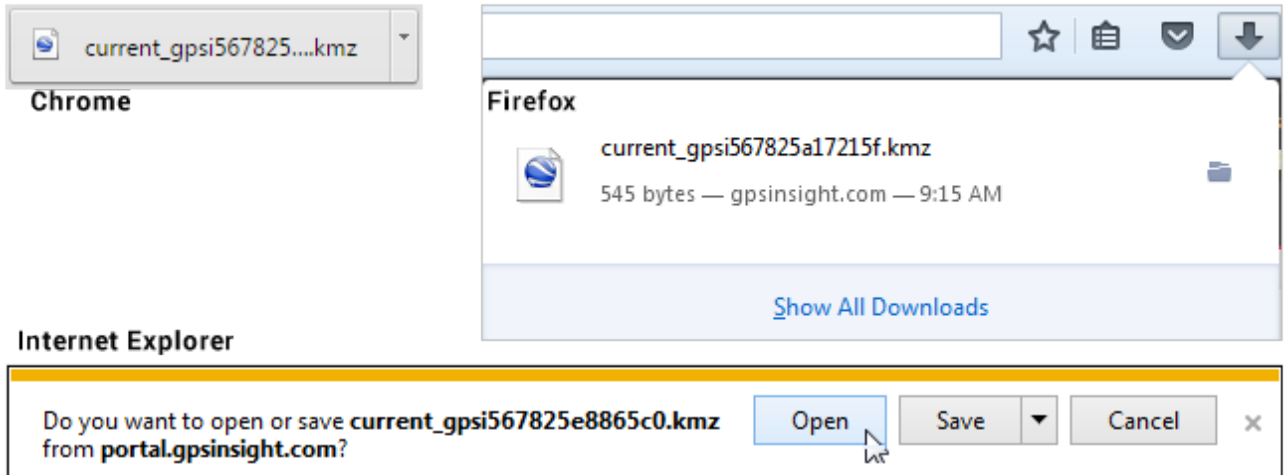 current_gpsi567825....kmz
Chrome
Firefox
current_gpsi567825a17215f.kmz
545 bytes — gpsinsight.com — 9:15 AM
Show All Downloads
Internet Explorer
Do you want to open or save current_gpsi567825e8865c0.kmz
from portal.gpsinsight.com?
Open
Save
Cancel